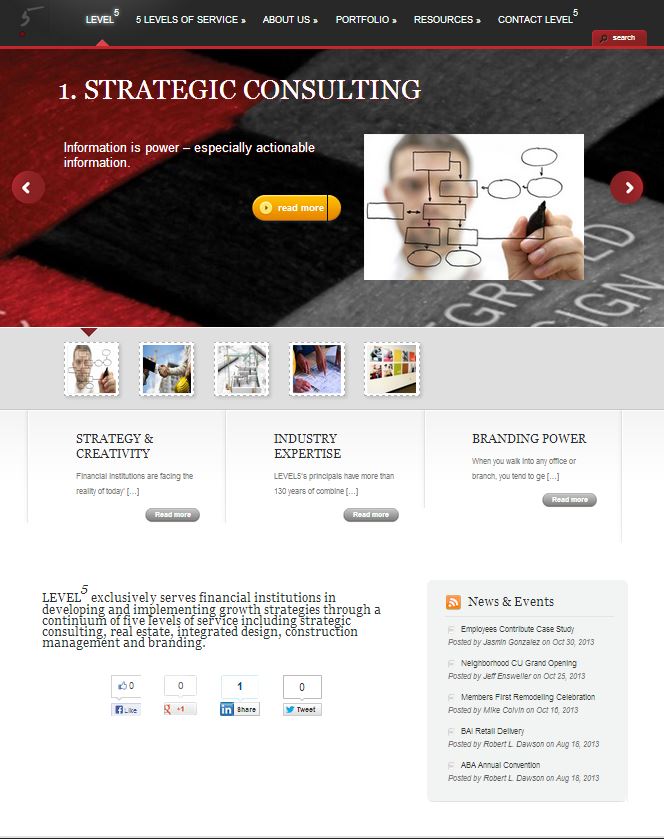 LEVEL5 5 LEVELS OF SERVICE » ABOUT US » PORTFOLIO » RESOURCES » CONTACT LEVEL5
search
1. STRATEGIC CONSULTING
Information is power – especially actionable
information.
read more
STRATEGY &
CREATIVITY
Financial institutions are facing the
reality of today' [...]
Read more
INDUSTRY
EXPERTISE
LEVEL5's principals have more than
130 years of combine [...]
Read more
BRANDING POWER
When you walk into any office or
branch, you tend to ge [...]
Read more
LEVEL5 exclusively serves financial institutions in
developing and implementing growth strategies through a
continuum of five levels of service including strategic
consulting, real estate, integrated design, construction
management and branding.
0 0 1 0
Like +1 Share Tweet
News & Events
Employees Contribute Case Study
Posted by Jasmin Gonzalez on Oct 30, 2013
Neighborhood CU Grand Opening
Posted by Jeff Ensweiler on Oct 25, 2013
Members First Remodeling Celebration
Posted by Mike Colvin on Oct 16, 2013
BAI Retail Delivery
Posted by Robert L. Dawson on Aug 18, 2013
ABA Annual Convention
Posted by Robert L. Dawson on Aug 18, 2013